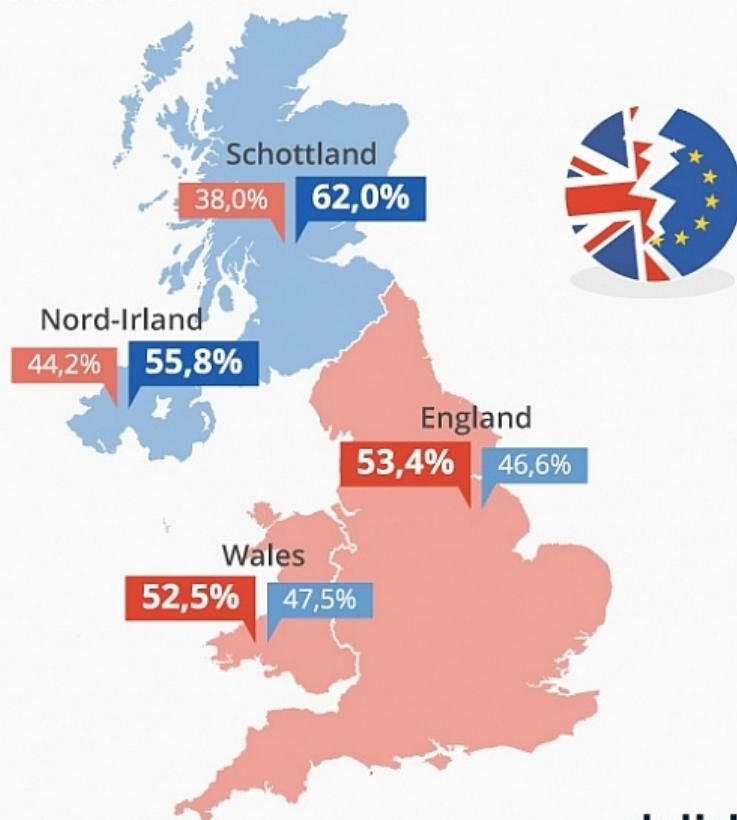 Schottland
38,0% 62,0%
Nord-Irland
44,2% 55,8%
England
53,4% 46,6%
Wales
52,5% 47,5%